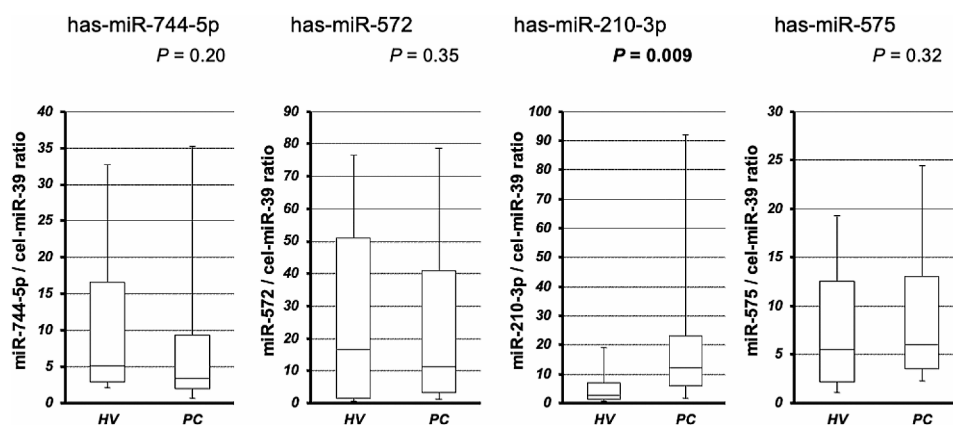 has-miR-744-5p
P = 0.20
miR-744-5p / cel-miR-39 ratio
40
35
30
25
20
15
10
5
0
HV PC
has-miR-572
P = 0.35
miR-572 / cel-miR-39 ratio
90
80
70
60
50
40
30
20
10
0
HV PC
has-miR-210-3p
P = 0.009
miR-210-3p / cel-miR-39 ratio
100
90
80
70
60
50
40
30
20
10
0
HV PC
has-miR-575
P = 0.32
miR-575 / cel-miR-39 ratio
30
25
20
15
10
5
0
HV PC